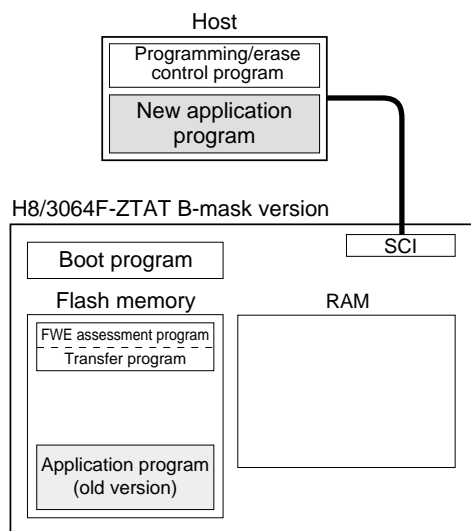 Host
Programming/erase
control program
New application
program
H8/3064F-ZTAT B-mask version
SCI
Boot program
Flash memory
RAM
FWE assessment program
Transfer program
Application program
(old version)